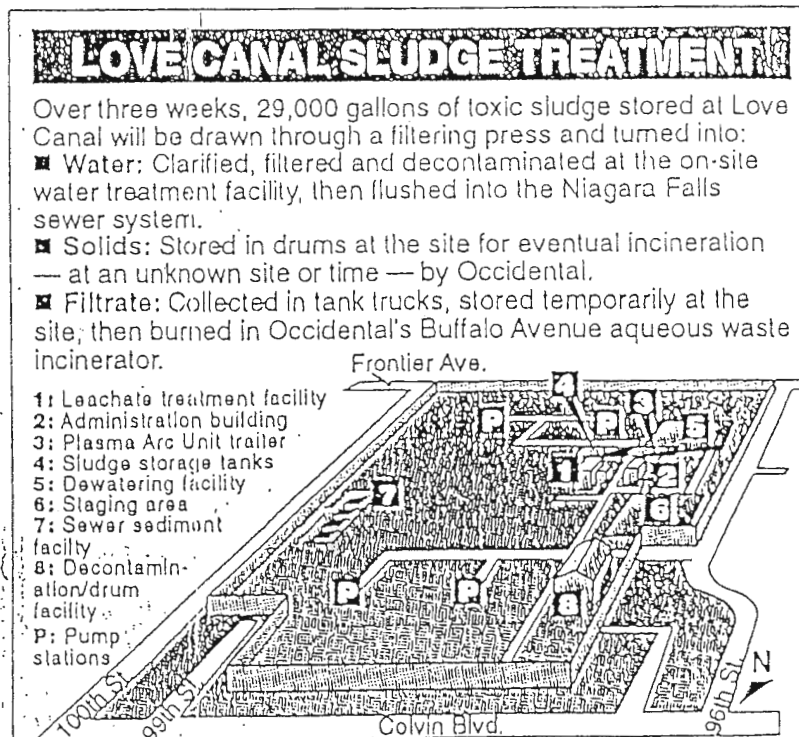 LOVE CANAL SLUDGE TREATMENT
Over three weeks, 29,000 gallons of toxic sludge stored at Love
Canal will be drawn through a filtering press and turned into:
■ Water: Clarified, filtered and decontaminated at the on-site
water treatment facility, then flushed into the Niagara Falls
sewer system.
■ Solids: Stored in drums at the site for eventual incineration
— at an unknown site or time — by Occidental.
■ Filtrate: Collected in tank trucks, stored temporarily at the
site, then burned in Occidental's Buffalo Avenue aqueous waste
incinerator.
Frontier Ave.
1: Leachate treatment facility
2: Administration building
3: Plasma Arc Unit trailer
4: Sludge storage tanks
5: Dewatering facility
6: Staging area
7: Sewer sediment
facilty
8: Decontamin-
ation/drum
facility
P: Pump
stations
4
P
P
3
5
1
2
7
6
P
P
8
N
100th St.
99th St.
Colvin Blvd.
96th St.